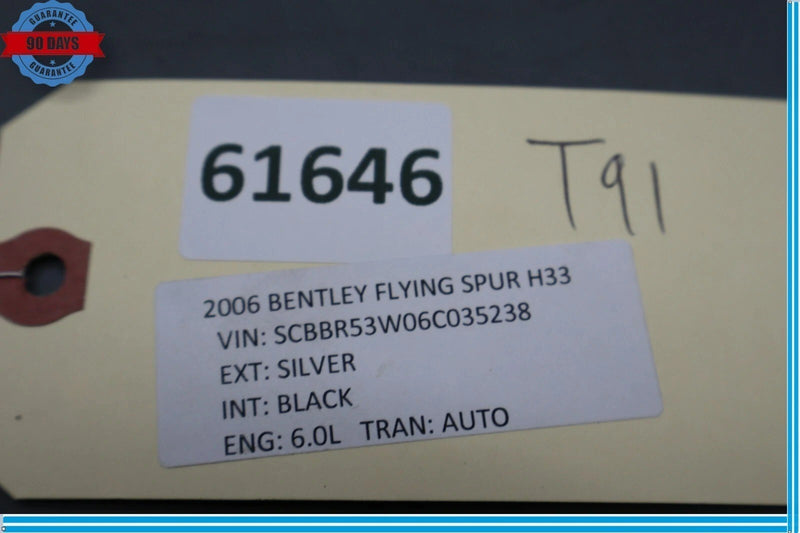 GUARANTEE
90 DAYS
GUARANTEE
61646
T91
2006 BENTLEY FLYING SPUR H33
VIN: SCBBR53W06C035238
EXT: SILVER
INT: BLACK
ENG: 6.0L TRAN: AUTO